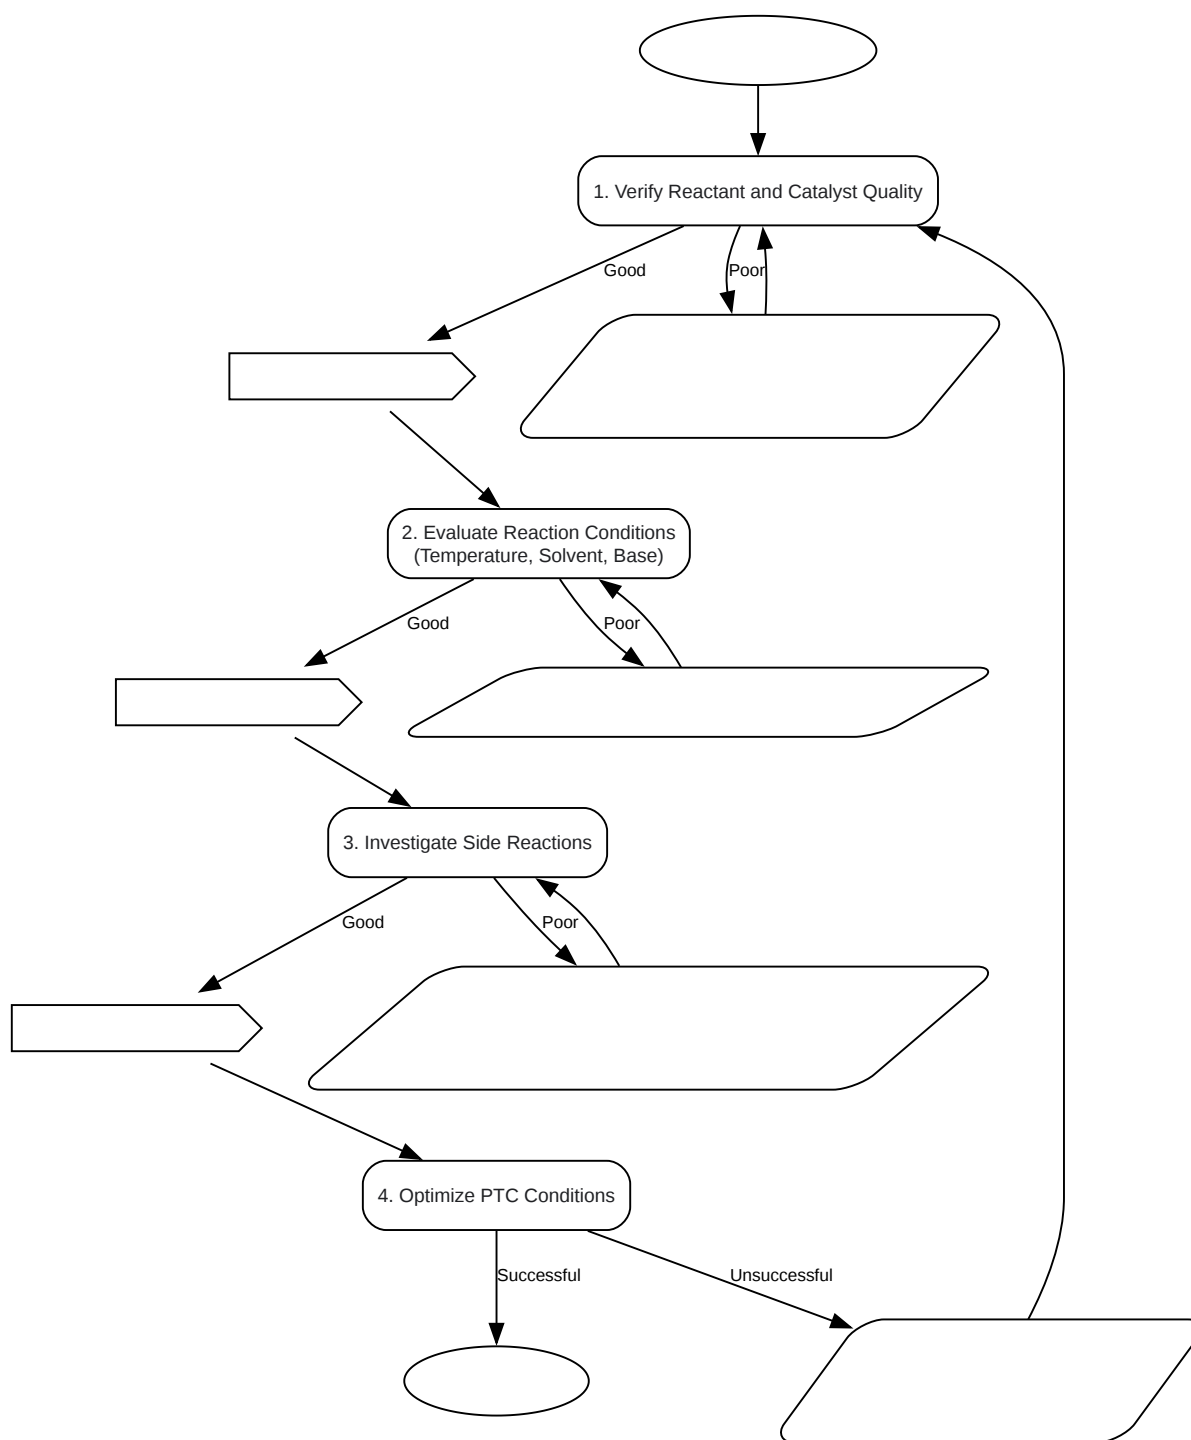 1. Verify Reactant and Catalyst Quality
Good
Poor
2. Evaluate Reaction Conditions
(Temperature, Solvent, Base)
Good
Poor
3. Investigate Side Reactions
Good
Poor
4. Optimize PTC Conditions
Successful
Unsuccessful